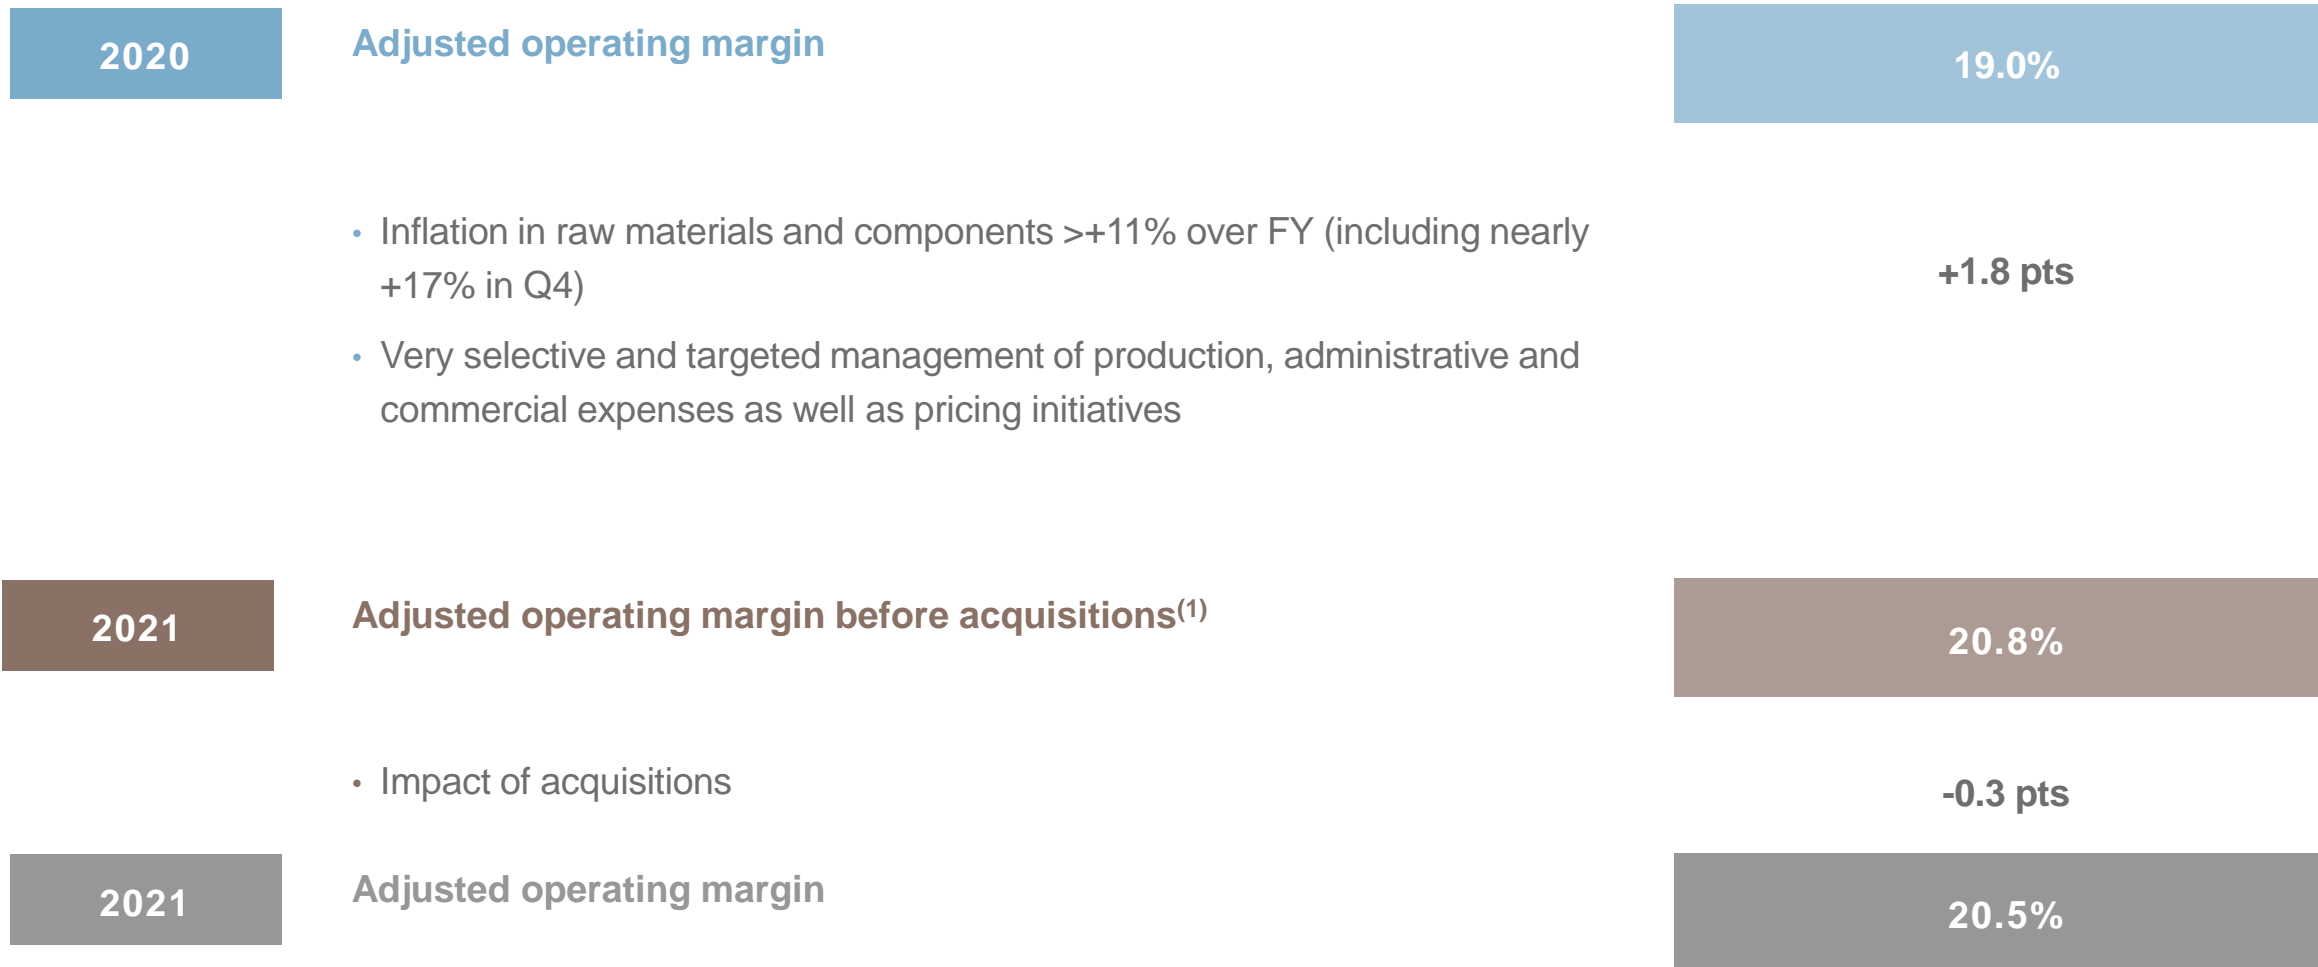 2020
Adjusted operating margin
19.0%
• Inflation in raw materials and components >+11% over FY (including nearly
+17% in Q4)
+1.8 pts
• Very selective and targeted management of production, administrative and
commercial expenses as well as pricing initiatives
2021
Adjusted operating margin before acquisitions(1)
20.8%
• Impact of acquisitions
-0.3 pts
2021
Adjusted operating margin
20.5%